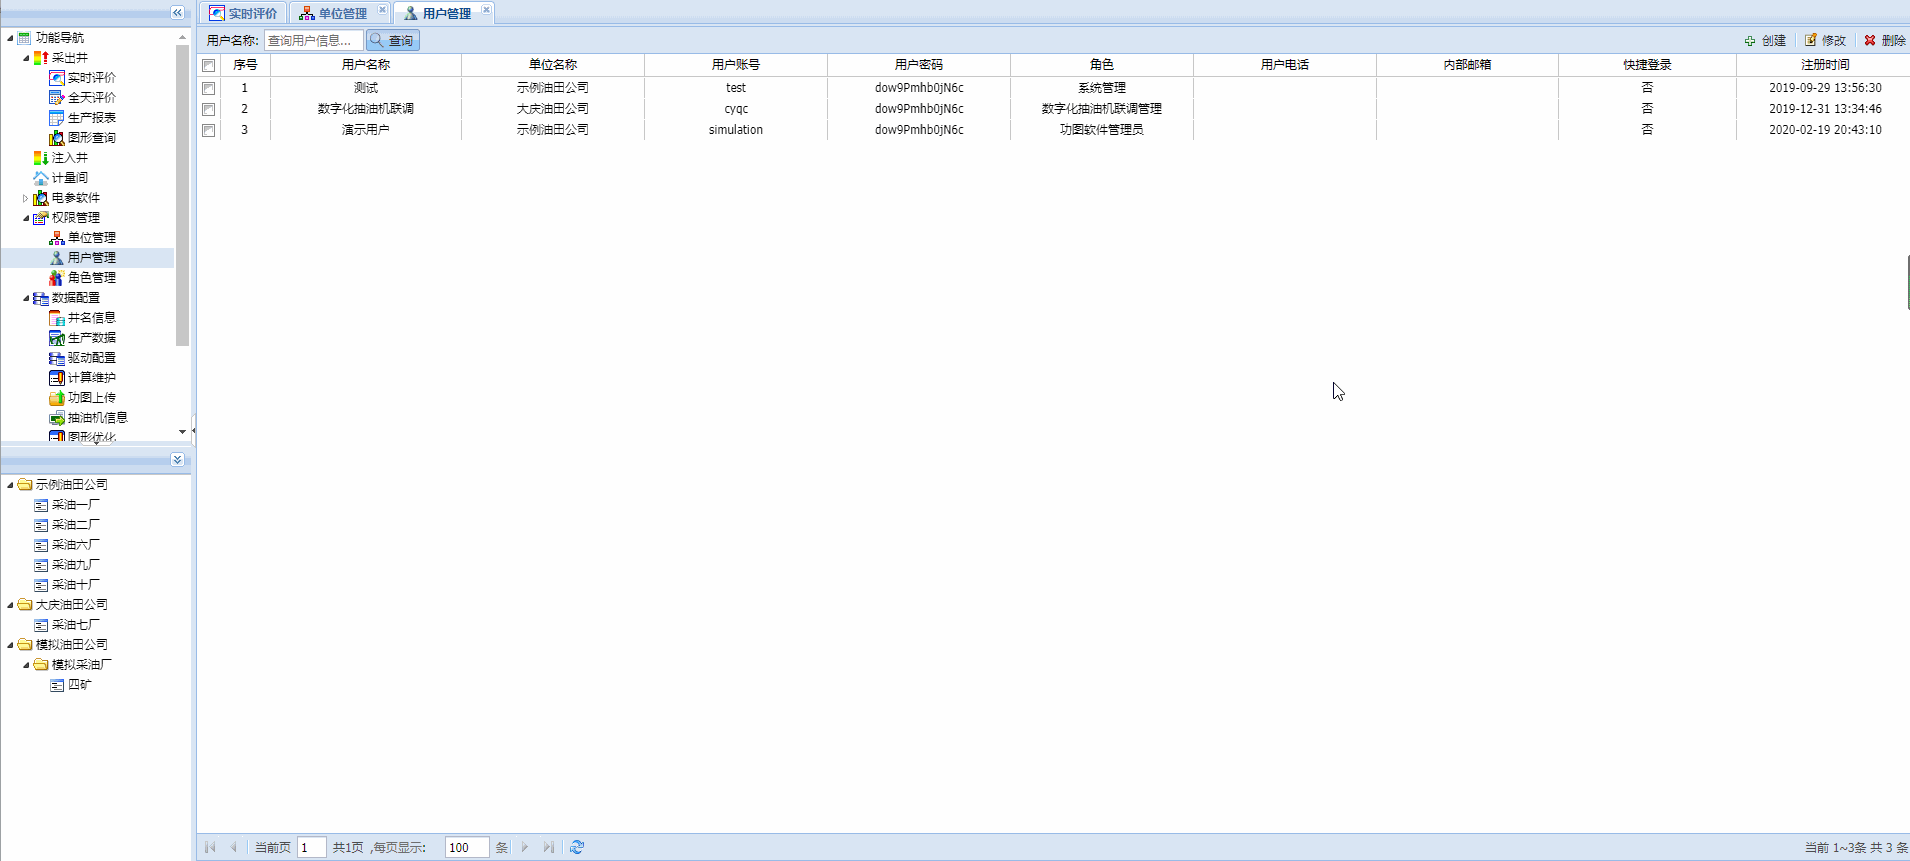 实时评价 单位管理 用户管理
用户名称: 查询用户信息... 查询 创建 修改 删除
序号 用户名称 单位名称 用户账号 用户密码 角色 用户电话 内部邮箱 快捷登录 注册时间
1 测试 示例油田公司 test dow9Pmhb0jN6c 系统管理 否 2019-09-29 13:56:30
2 数字化抽油机联调 大庆油田公司 cyqc dow9Pmhb0jN6c 数字化抽油机联调管理 否 2019-12-31 13:34:46
3 演示用户 示例油田公司 simulation dow9Pmhb0jN6c 功图软件管理员 否 2020-02-19 20:43:10
功能导航
采出井
实时评价
全天评价
生产报表
图形查询
注入井
计量间
电参软件
权限管理
单位管理
用户管理
角色管理
数据配置
井名信息
生产数据
驱动配置
计算维护
功图上传
抽油机信息
图形优化
示例油田公司
采油一厂
采油二厂
采油六厂
采油九厂
采油十厂
大庆油田公司
采油七厂
模拟油田公司
模拟采油厂
四矿
当前页 1 共1页 ,每页显示: 100 条 当前 1~3条 共 3 条